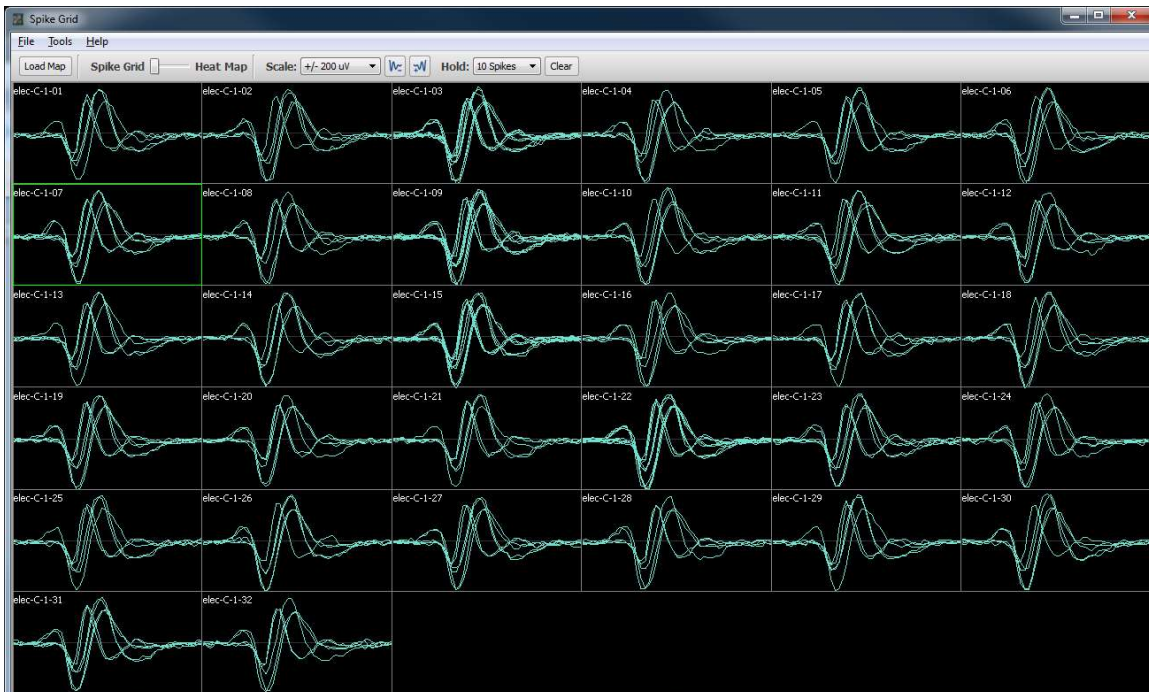 Spike Grid
File Tools Help
Load Map Spike Grid Heat Map Scale: +/- 200 uV Hold: 10 Spikes Clear
elec-C-1-01 elec-C-1-02 elec-C-1-03 elec-C-1-04 elec-C-1-05 elec-C-1-06
elec-C-1-07 elec-C-1-08 elec-C-1-09 elec-C-1-10 elec-C-1-11 elec-C-1-12
elec-C-1-13 elec-C-1-14 elec-C-1-15 elec-C-1-16 elec-C-1-17 elec-C-1-18
elec-C-1-19 elec-C-1-20 elec-C-1-21 elec-C-1-22 elec-C-1-23 elec-C-1-24
elec-C-1-25 elec-C-1-26 elec-C-1-27 elec-C-1-28 elec-C-1-29 elec-C-1-30
elec-C-1-31 elec-C-1-32